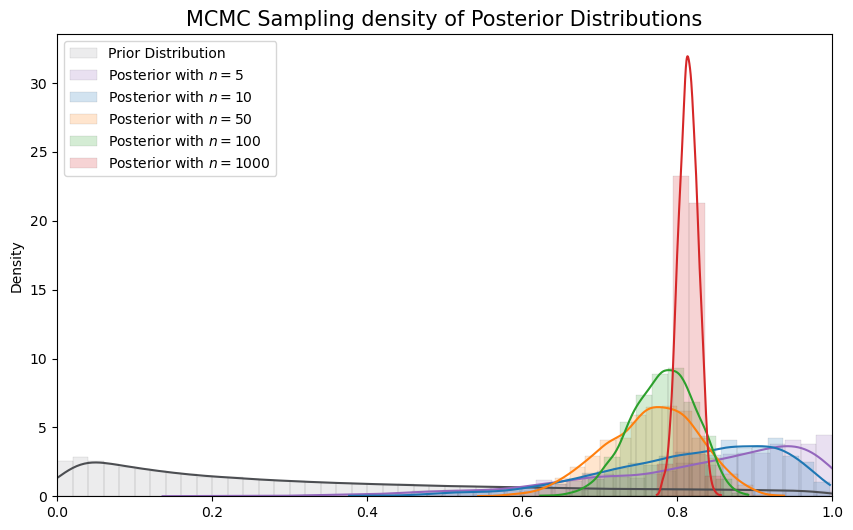 MCMC Sampling density of Posterior Distributions
Prior Distribution
Posterior with n = 5
Posterior with n = 10
Posterior with n = 50
Posterior with n = 100
Posterior with n = 1000
Density
30
25
20
15
10
5
0
0.0 0.2 0.4 0.6 0.8 1.0